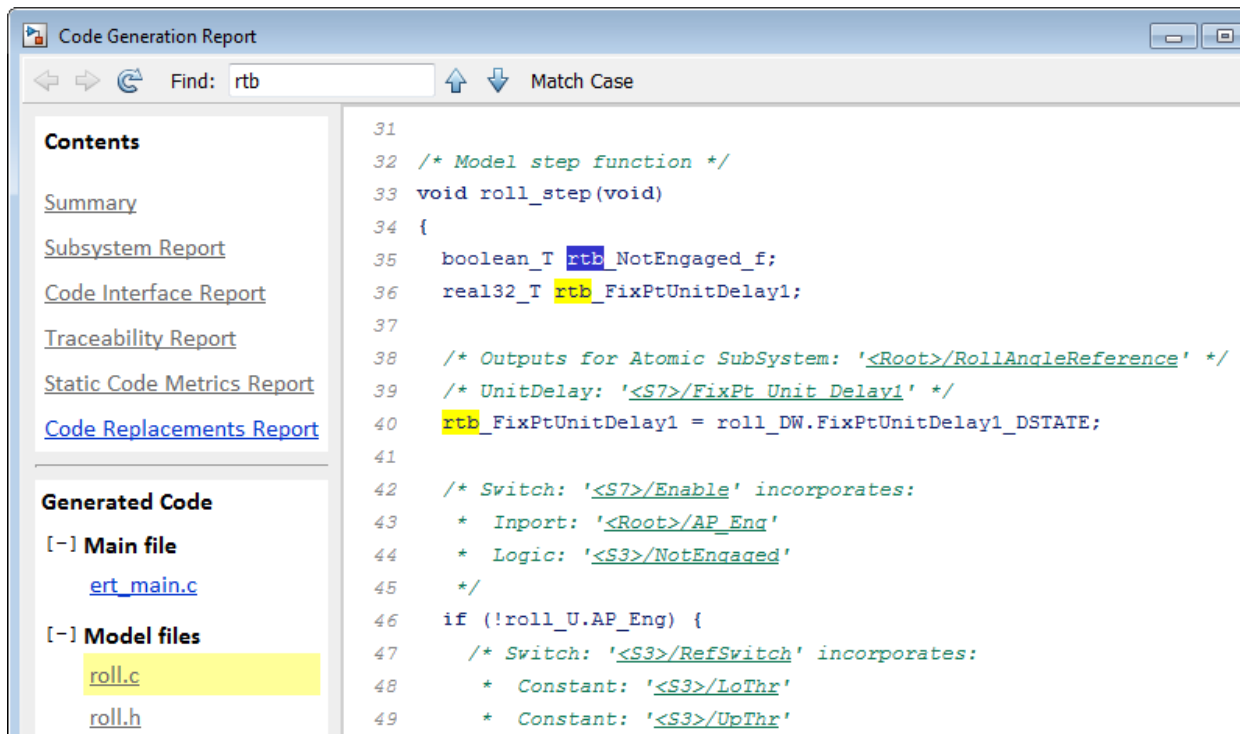 Code Generation Report
Find: rtb Match Case
Contents
Summary
Subsystem Report
Code Interface Report
Traceability Report
Static Code Metrics Report
Code Replacements Report
Generated Code
[-] Main file
ert_main.c
[-] Model files
roll.c
roll.h
31
32 /* Model step function */
33 void roll_step(void)
34 {
35 boolean_T rtb_NotEngaged_f;
36 real32_T rtb_FixPtUnitDelay1;
37
38 /* Outputs for Atomic SubSystem: '<Root>/RollAngleReference' */
39 /* UnitDelay: '<S7>/FixPt Unit Delay1' */
40 rtb_FixPtUnitDelay1 = roll_DW.FixPtUnitDelay1_DSTATE;
41
42 /* Switch: '<S7>/Enable' incorporates:
43 * Inport: '<Root>/AP_Eng'
44 * Logic: '<S3>/NotEngaged'
45 */
46 if (!roll_U.AP_Eng) {
47 /* Switch: '<S3>/RefSwitch' incorporates:
48 * Constant: '<S3>/LoThr'
49 * Constant: '<S3>/UpThr'